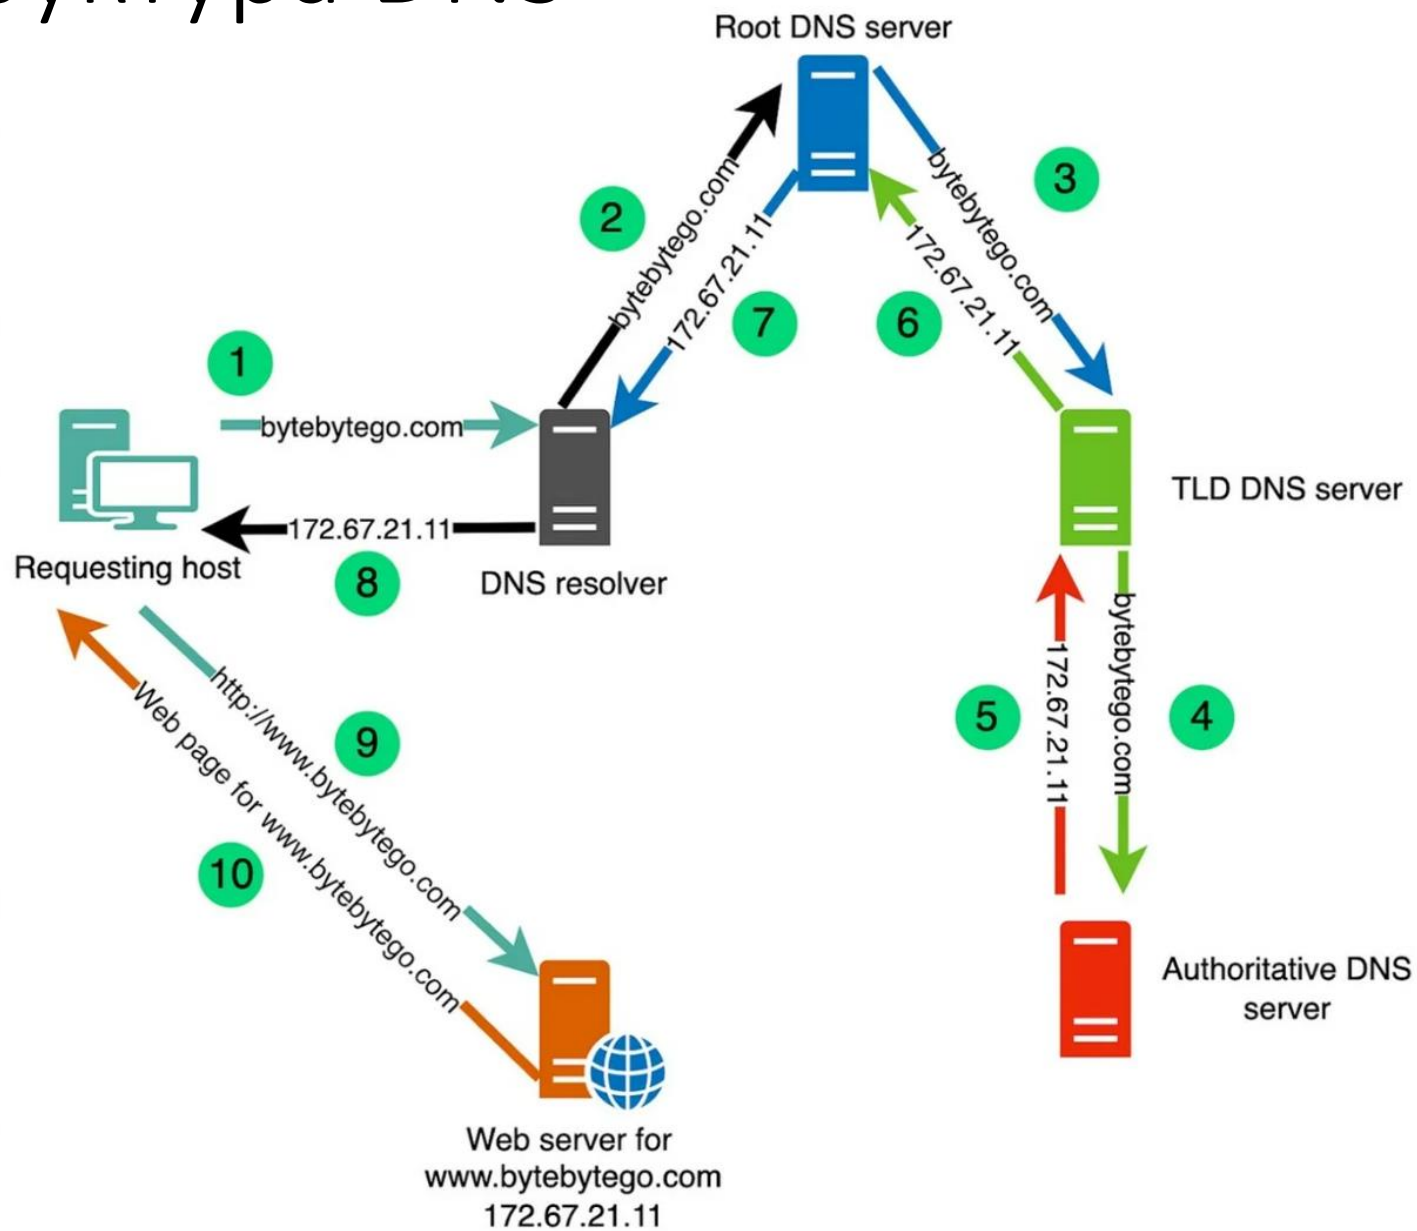 DNS
Root DNS server
2
bytebytego.com
172.67.21.11
7
3
bytebytego.com
172.67.21.11
6
1
bytebytego.com
172.67.21.11
8
Requesting host
DNS resolver
TLD DNS server
5
172.67.21.11
bytebytego.com
4
http://www.bytebytego.com
9
Web page for www.bytebytego.com
10
Authoritative DNS
server
Web server for
www.bytebytego.com
172.67.21.11